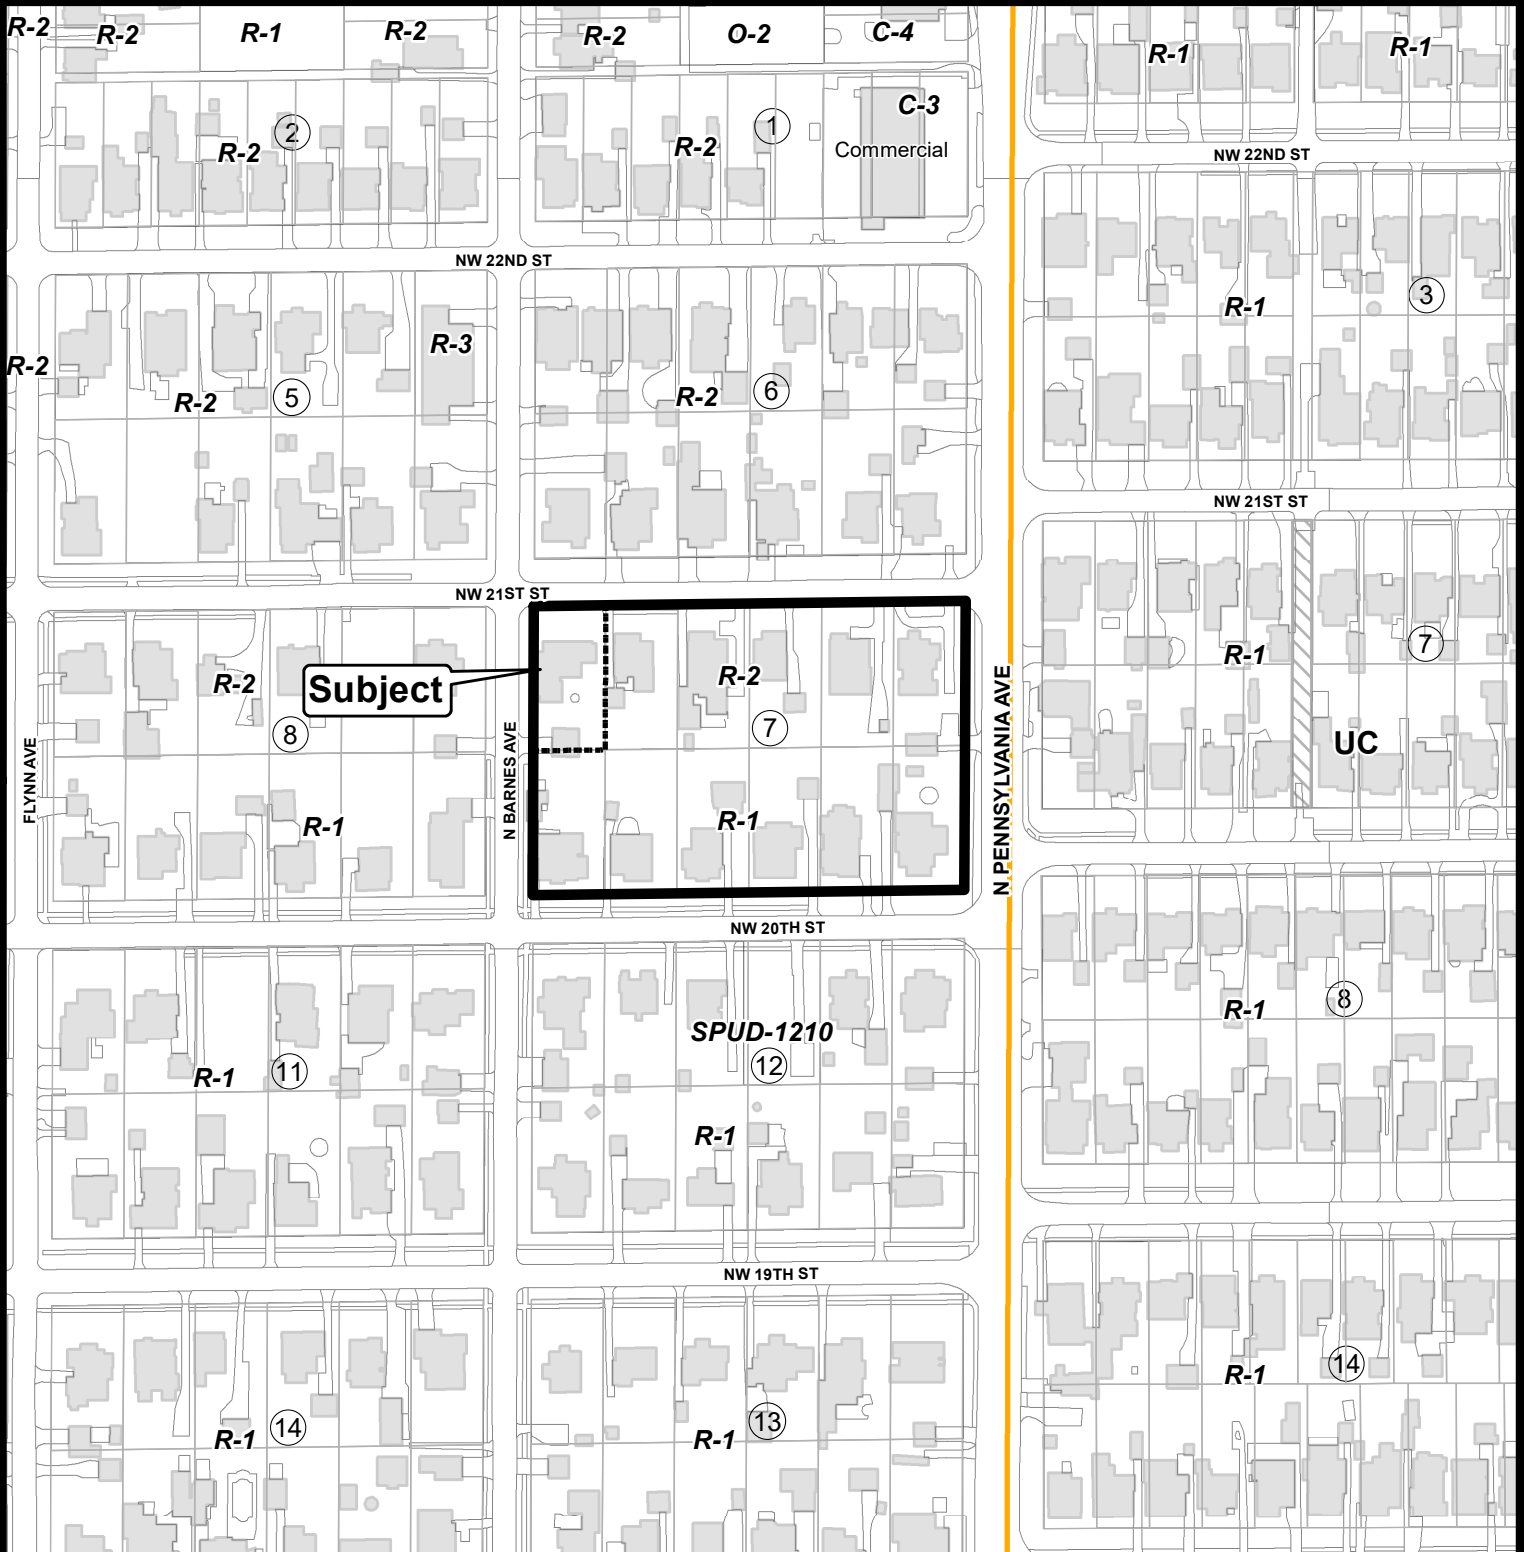 R-2
R-2
R-1
R-2
R-2
O-2
C-4
R-1
R-1
C-3
2
R-2
1
R-2
Commercial
NW 22ND ST
NW 22ND ST
3
R-1
R-3
R-2
R-2
5
R-2
6
NW 21ST ST
NW 21ST ST
R-2
Subject
8
R-2
7
R-1
7
UC
FLYNN AVE
N BARNES AVE
N PENNSYLVANIA AVE
R-1
R-1
NW 20TH ST
R-1
8
SPUD-1210
12
R-1
11
R-1
NW 19TH ST
R-1
14
R-1
14
R-1
13